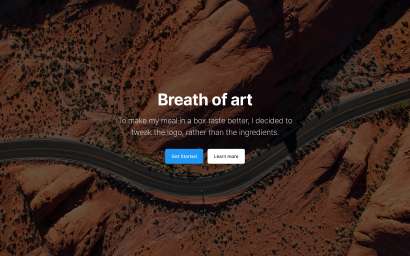 Breath of art
To make my meal in a box taste better, I decided to
tweak the logo, rather than the ingredients.
Get Started
Learn more